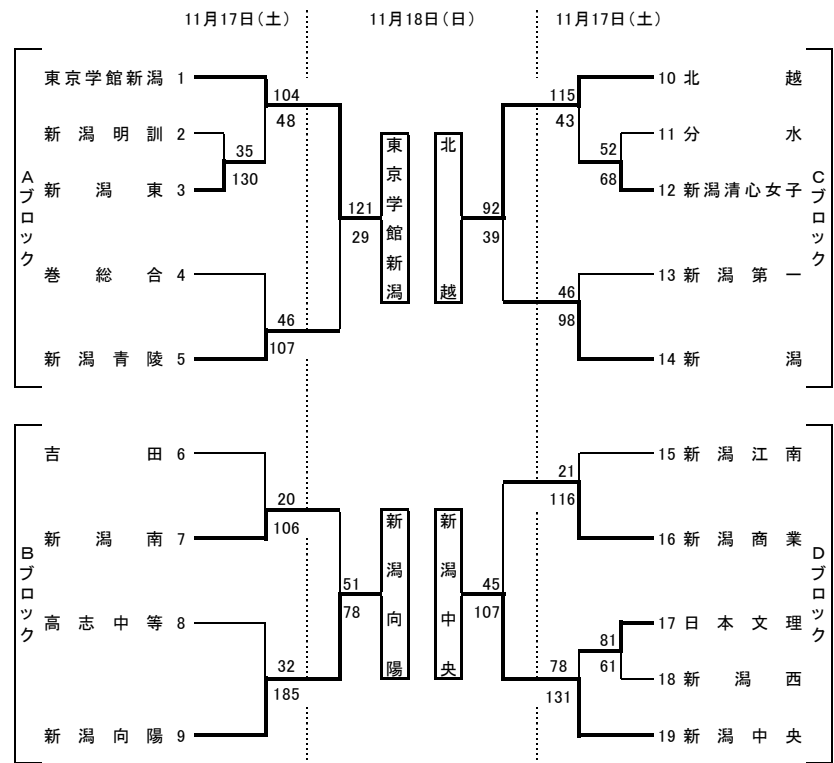 11月17日(土) 11月18日(日) 11月17日(土)
Aブロック
東京学館新潟 1
新潟明訓 2
新潟東 3
巻総合 4
新潟青陵 5
104
48
35
130
46
107
121
29
東京学館新潟
北越
92
39
115
43
52
68
46
98
10 北越
11 分水
12 新潟清心女子
13 新潟第一
14 新潟
Cブロック
Bブロック
吉田 6
新潟南 7
高志中等 8
新潟向陽 9
20
106
32
185
51
78
新潟向陽
新潟中央
45
107
21
116
81
61
78
131
15 新潟江南
16 新潟商業
17 日本文理
18 新潟西
19 新潟中央
Dブロック